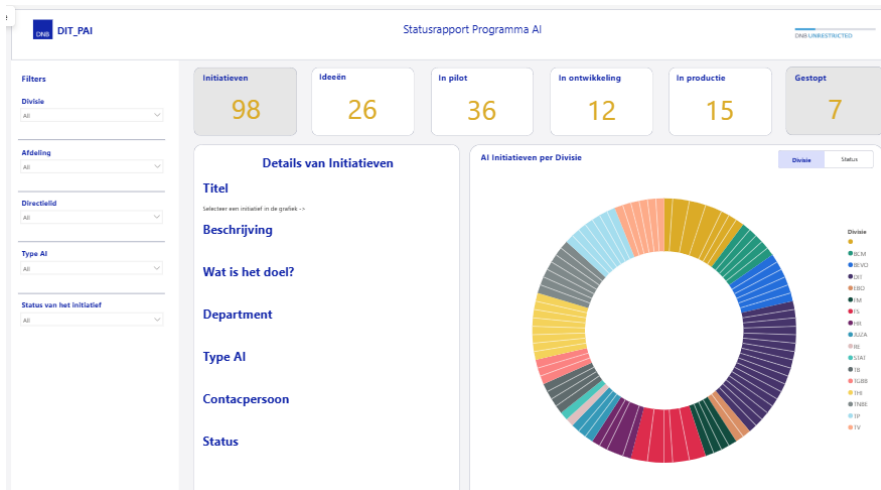 DNB
DIT_PAI
Statusrapport Programma AI
DNB UNRESTRICTED
Filters
Divisie
All
Afdeling
All
Directielid
All
Type AI
All
Status van het initiatief
All
Initiatieven
98
Ideeën
26
In pilot
36
In ontwikkeling
12
In productie
15
Gestopt
7
Details van Initiatieven
Titel
Selecteer een initiatief in de grafiek ->
Beschrijving
Wat is het doel?
Department
Type AI
Contacpersoon
Status
AI Initiatieven per Divisie
Divisie
Status
Divisie
BCM
BEVO
DIT
EBO
FM
FS
HR
JUZA
RE
STAT
TB
TGBB
THI
TNBB
TP
TV